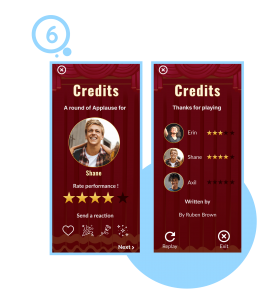 6
Credits
A round of Applause for
Shane
Rate performance !
Send a reaction
Next >
Credits
Thanks for playing
Erin
Shane
Axil
Written by
By Ruben Brown
Replay
Exit